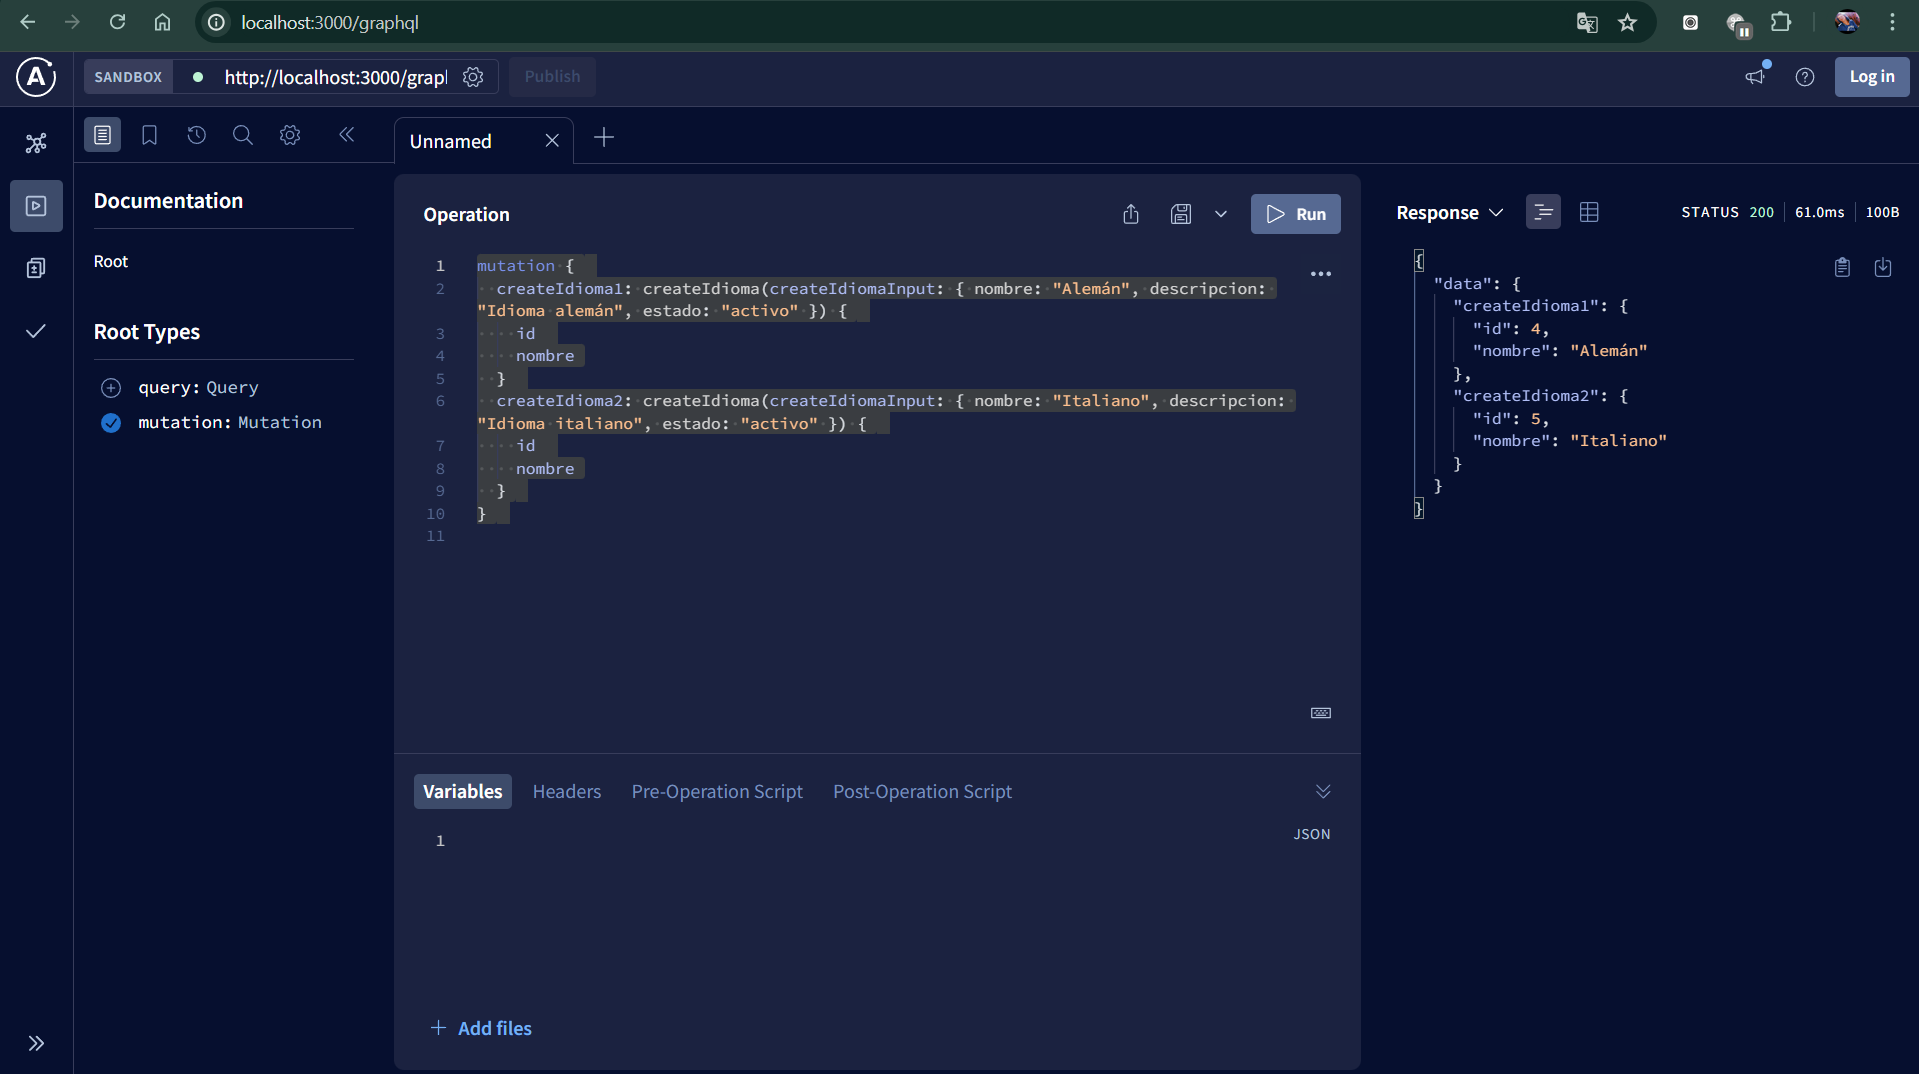 localhost:3000/graphql
SANDBOX http://localhost:3000/grapl Publish Log in
Unnamed
Documentation
Root
Root Types
query: Query
mutation: Mutation
Operation
Run
1 mutation {
2 createIdioma1: createIdioma(createIdiomaInput: { nombre: "Alemán", descripcion:
"Idioma alemán", estado: "activo" }) {
3 id
4 nombre
5 }
6 createIdioma2: createIdioma(createIdiomaInput: { nombre: "Italiano", descripcion:
"Idioma italiano", estado: "activo" }) {
7 id
8 nombre
9 }
10 }
11
Variables Headers Pre-Operation Script Post-Operation Script
JSON
1
+ Add files
Response STATUS 200 61.0ms 100B
{
"data": {
"createIdioma1": {
"id": 4,
"nombre": "Alemán"
},
"createIdioma2": {
"id": 5,
"nombre": "Italiano"
}
}
}